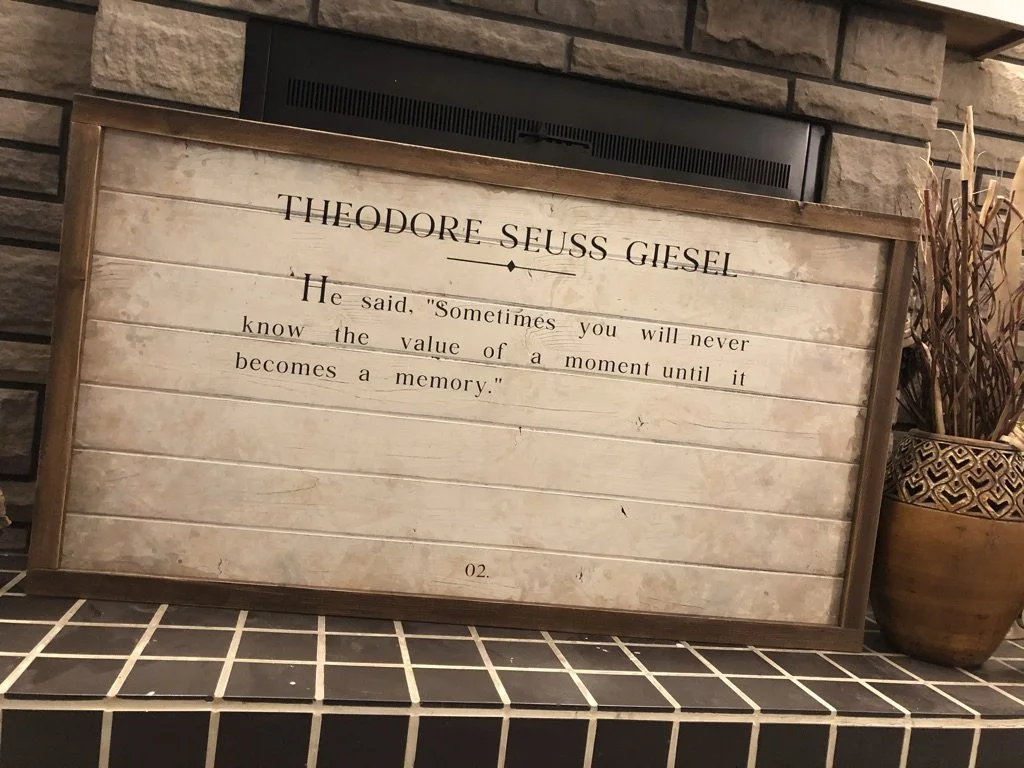 THEODORE SEUSS GIESEL
He said, "Sometimes you will never
know the value of a moment until it
becomes a memory."
02.